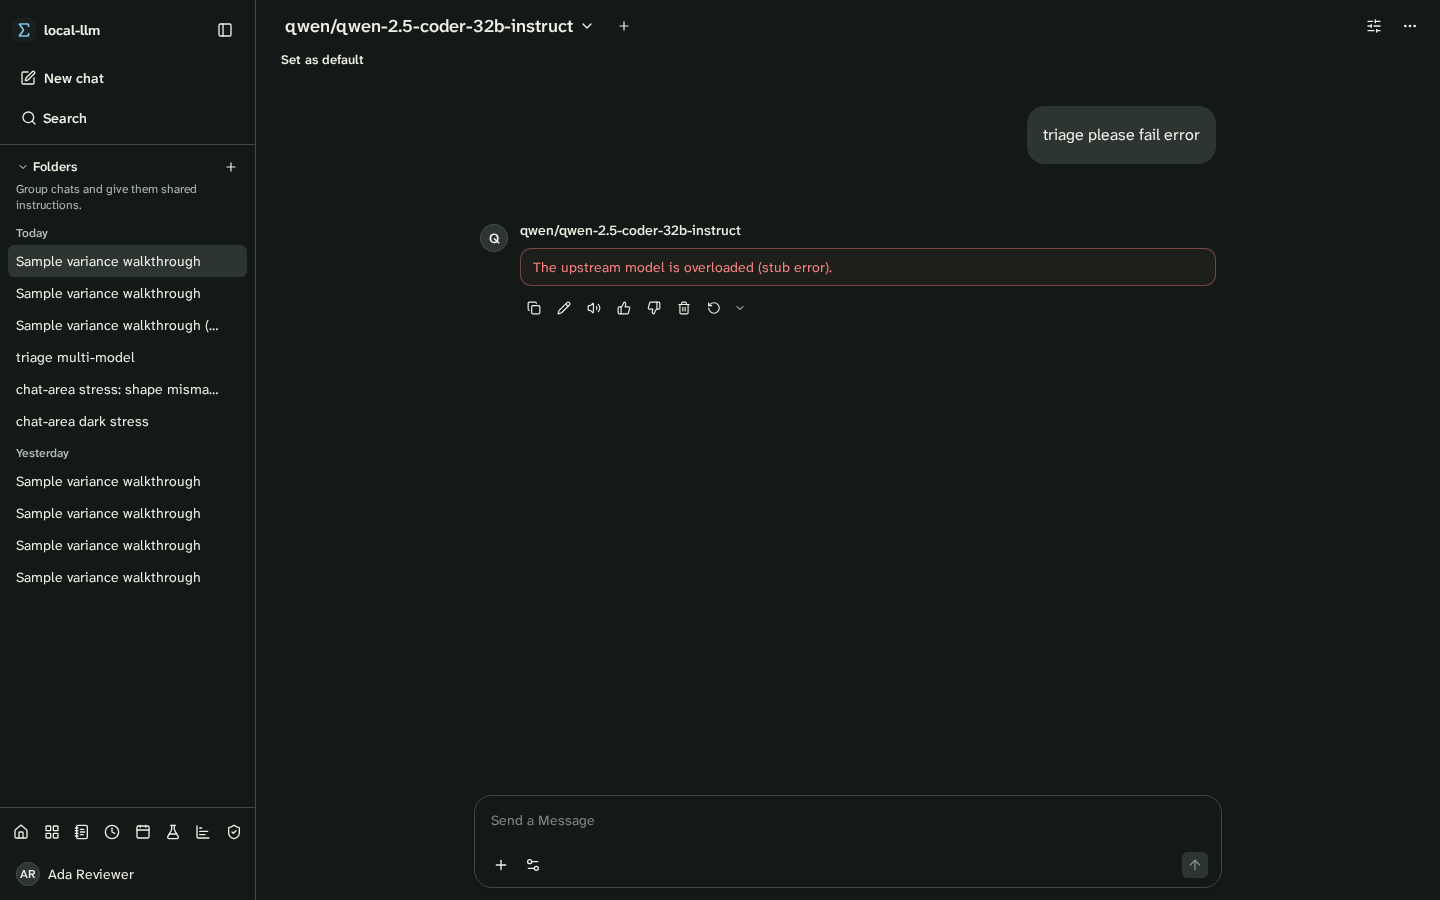 local-llm
New chat
Search
Folders
Group chats and give them shared
instructions.
Today
Sample variance walkthrough
Sample variance walkthrough
Sample variance walkthrough (...
triage multi-model
chat-area stress: shape misma...
chat-area dark stress
Yesterday
Sample variance walkthrough
Sample variance walkthrough
Sample variance walkthrough
Sample variance walkthrough
AR
Ada Reviewer
qwen/qwen-2.5-coder-32b-instruct
Set as default
triage please fail error
Q
qwen/qwen-2.5-coder-32b-instruct
The upstream model is overloaded (stub error).
Send a Message